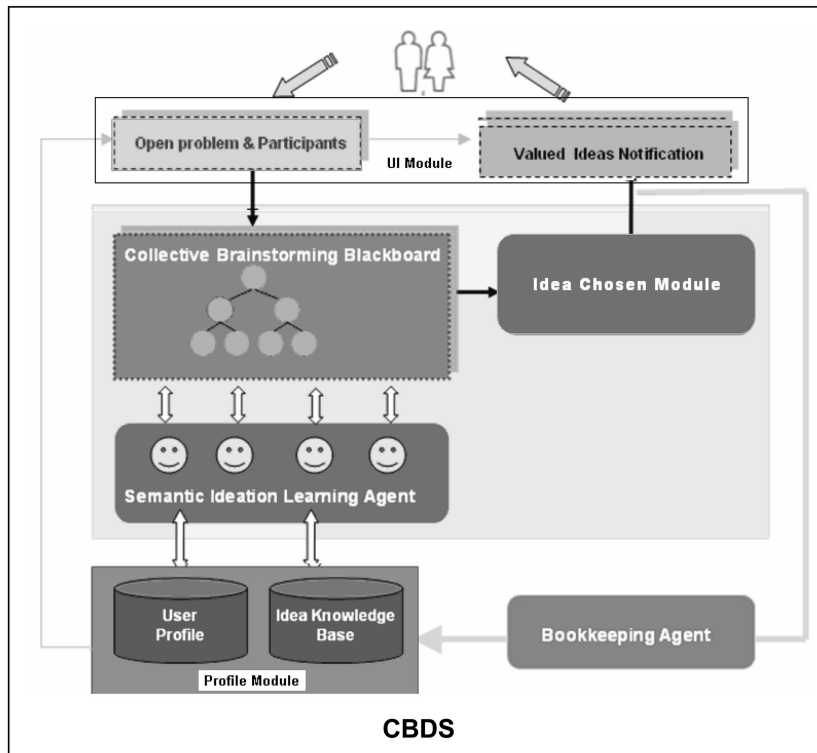 Open problem & Participants
UI Module
Valued Ideas Notification
Collective Brainstorming Blackboard
Idea Chosen Module
Semantic Ideation Learning Agent
User
Profile
Idea Knowledge
Base
Profile Module
Bookkeeping Agent
CBDS